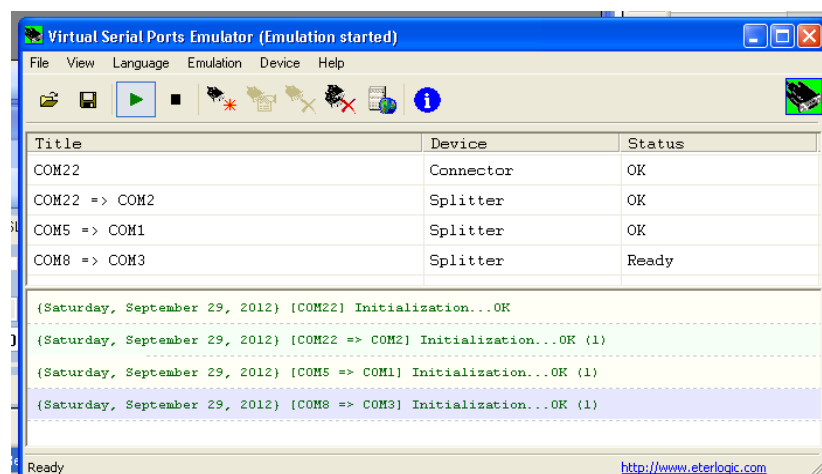 Virtual Serial Ports Emulator (Emulation started)
File View Language Emulation Device Help
Title Device Status
COM22 Connector OK
COM22 => COM2 Splitter OK
COM5 => COM1 Splitter OK
COM8 => COM3 Splitter Ready
{Saturday, September 29, 2012} [COM22] Initialization...OK
{Saturday, September 29, 2012} [COM22 => COM2] Initialization...OK (1)
{Saturday, September 29, 2012} [COM5 => COM1] Initialization...OK (1)
{Saturday, September 29, 2012} [COM8 => COM3] Initialization...OK (1)
Ready http://www.eterlogic.com